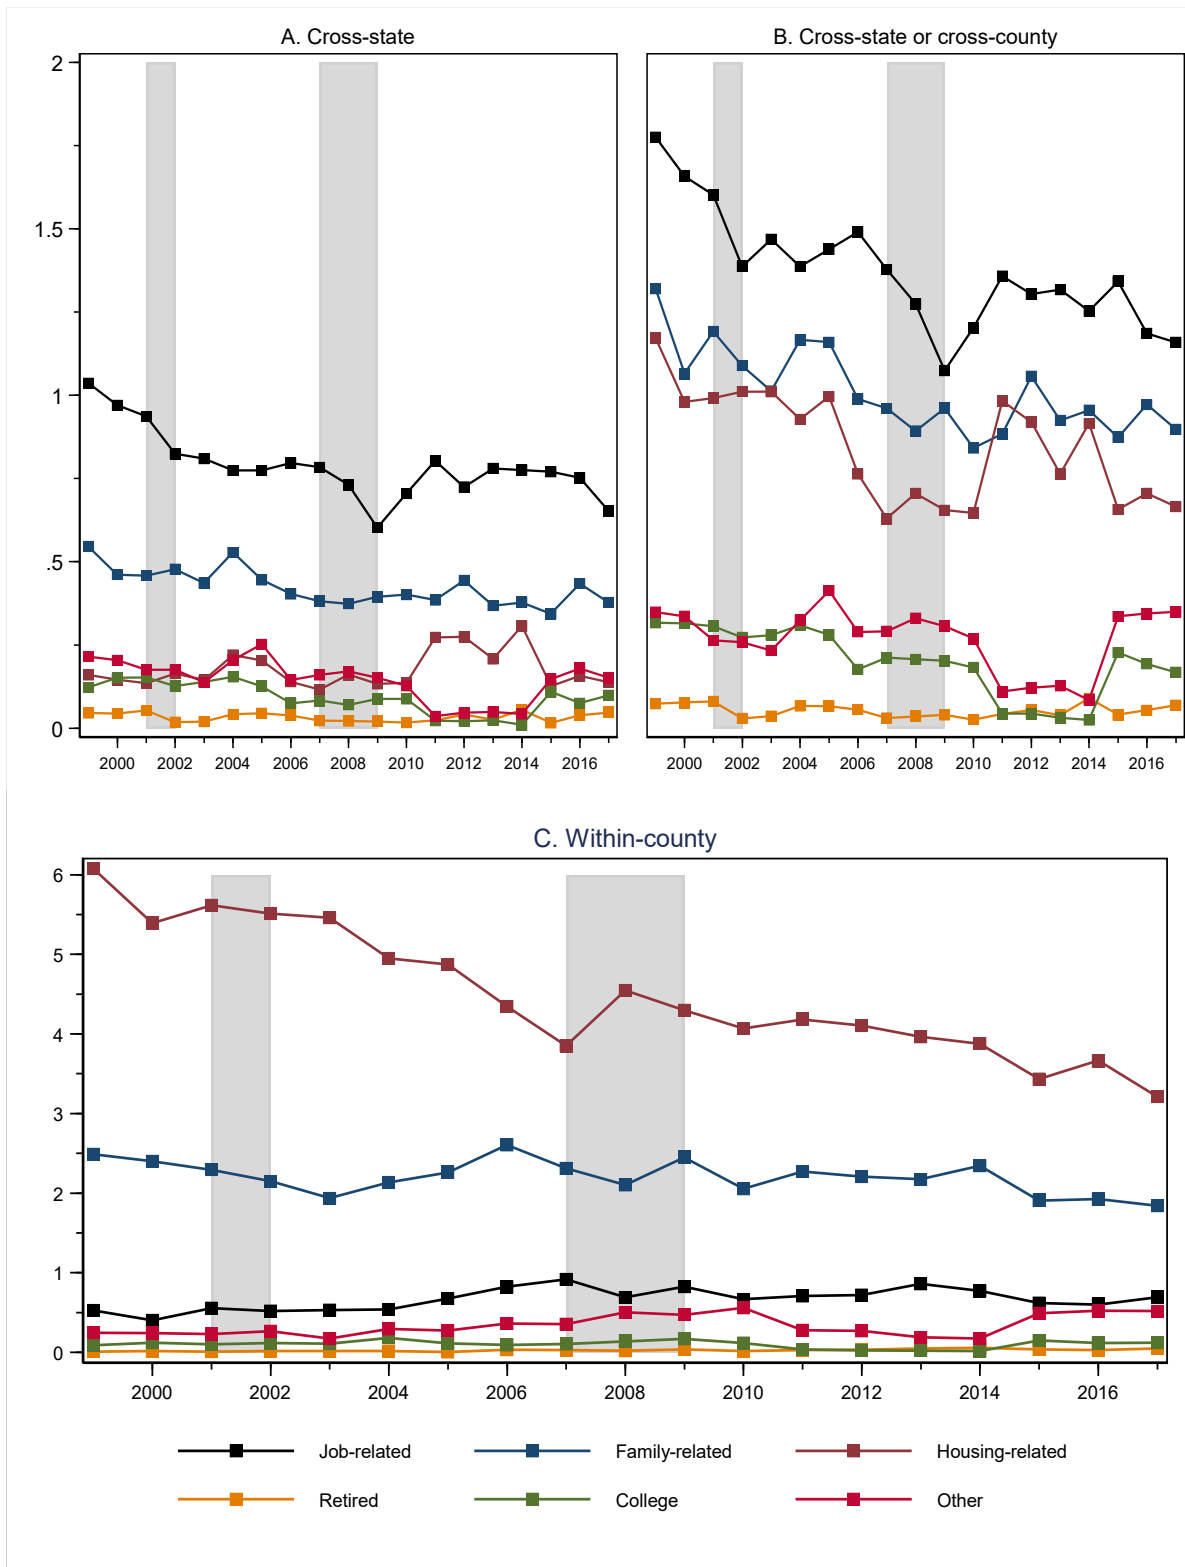 A. Cross-state
B. Cross-state or cross-county
2
1.5
1
.5
0
2000 2002 2004 2006 2008 2010 2012 2014 2016
2000 2002 2004 2006 2008 2010 2012 2014 2016
C. Within-county
6
5
4
3
2
1
0
2000 2002 2004 2006 2008 2010 2012 2014 2016
Job-related Family-related Housing-related
Retired College Other